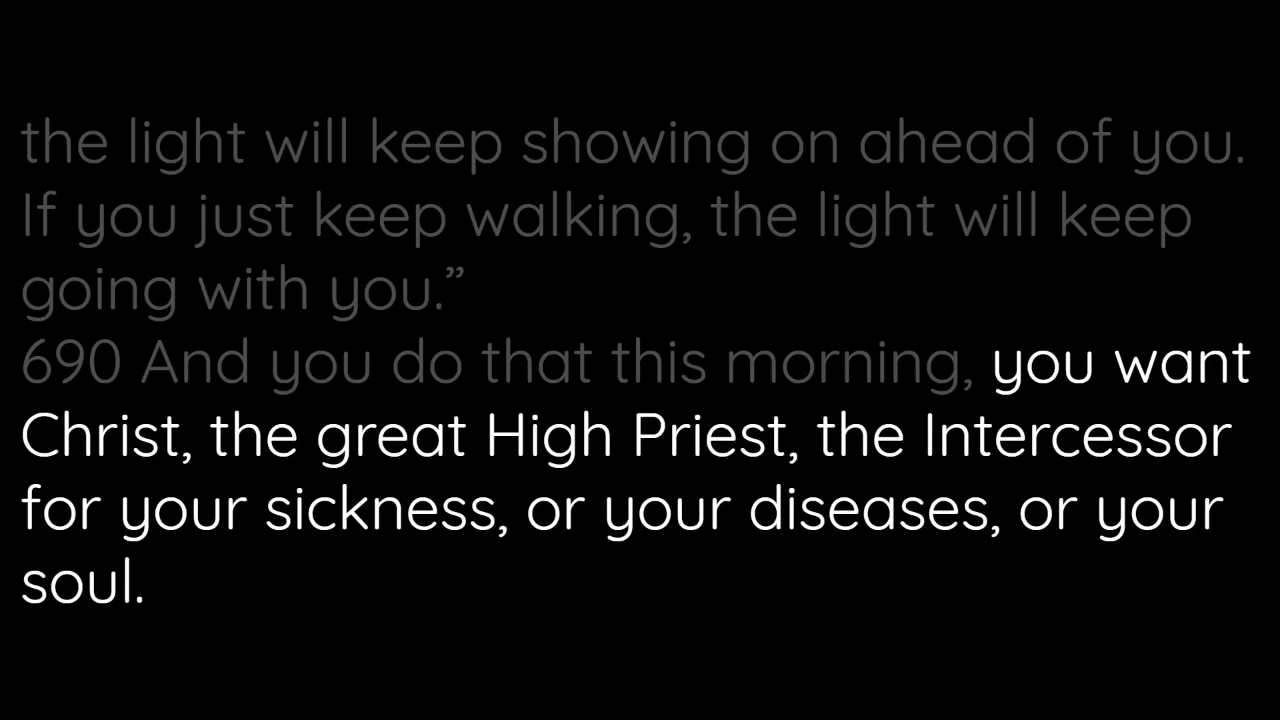 the light will keep showing on ahead of you.
If you just keep walking, the light will keep
going with you.”
690 And you do that this morning, you want
Christ, the great High Priest, the Intercessor
for your sickness, or your diseases, or your
soul.